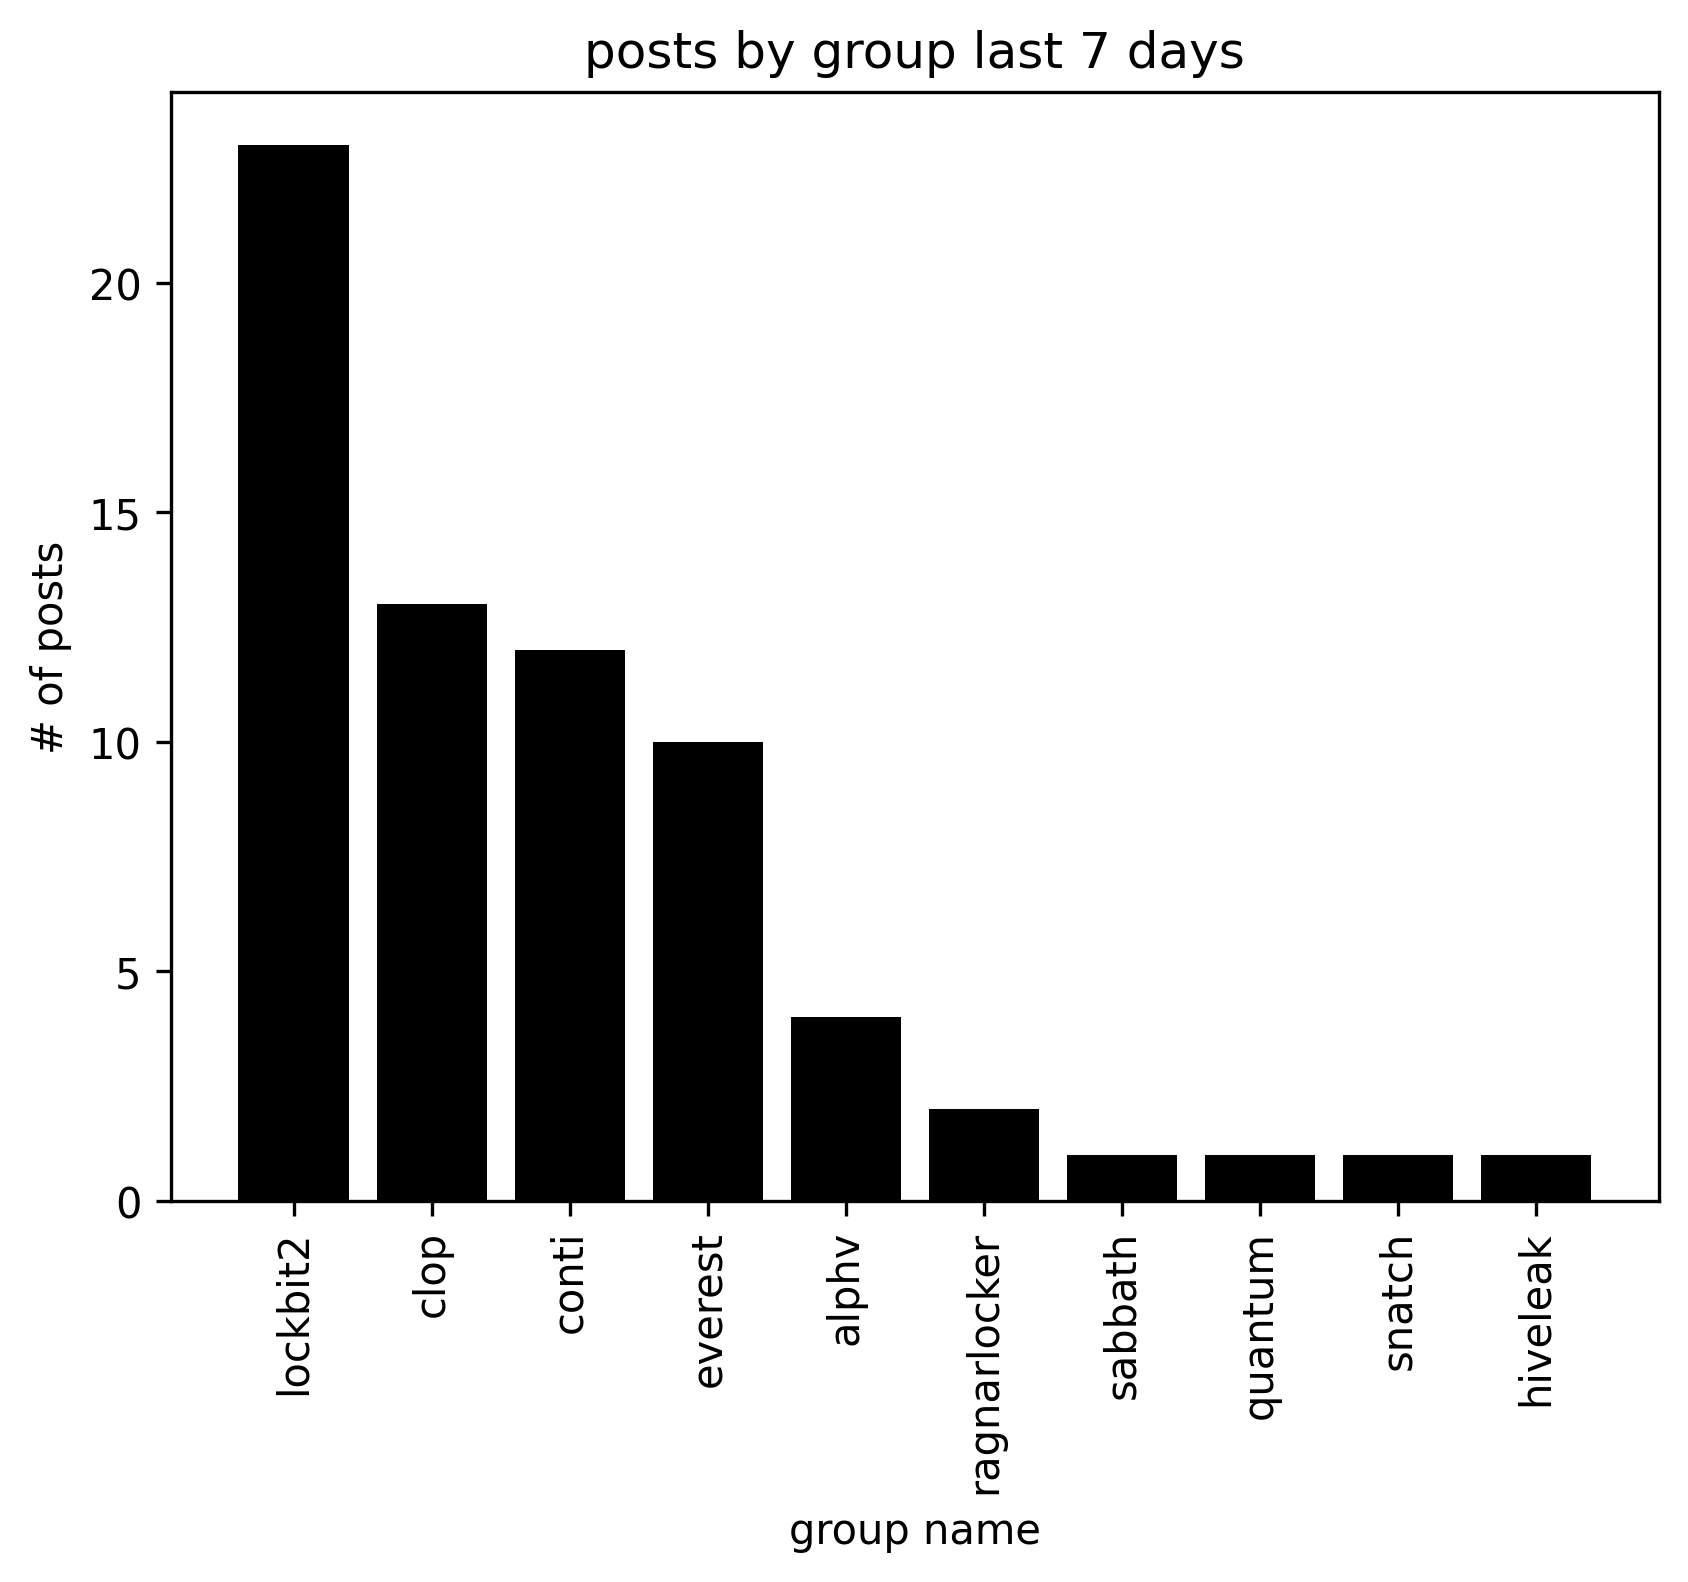 posts by group last 7 days
# of posts
20
15
10
5
0
lockbit2
clop
conti
everest
alphv
ragnarlocker
sabbath
quantum
snatch
hiveleak
group name